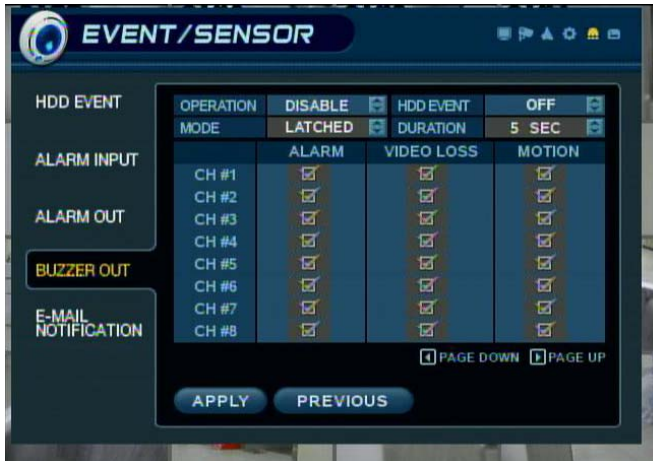 EVENT/SENSOR
HDD EVENT
ALARM INPUT
ALARM OUT
BUZZER OUT
E-MAIL
NOTIFICATION
OPERATION DISABLE HDD EVENT OFF
MODE LATCHED DURATION 5 SEC
ALARM VIDEO LOSS MOTION
CH #1
CH #2
CH #3
CH #4
CH #5
CH #6
CH #7
CH #8
PAGE DOWN PAGE UP
APPLY PREVIOUS